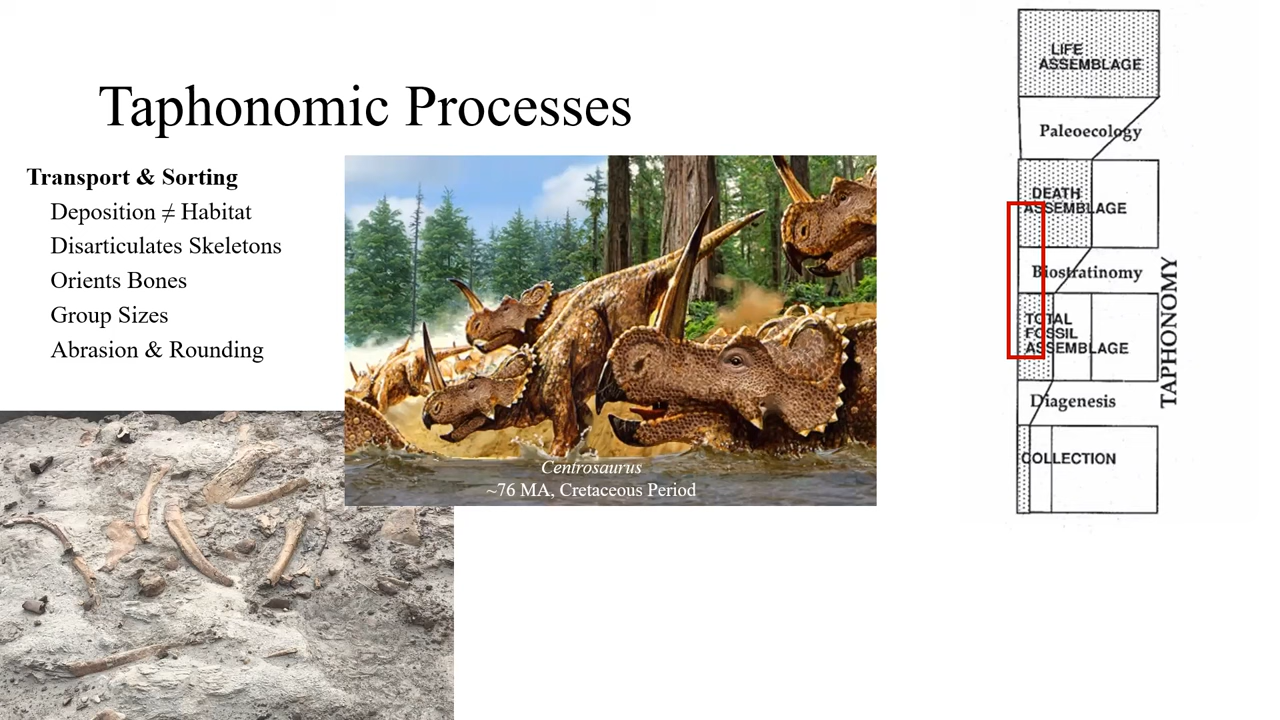 Taphonomic Processes
Transport & Sorting
Deposition ≠ Habitat
Disarticulates Skeletons
Orients Bones
Group Sizes
Abrasion & Rounding
Centrosaurus
~76 MA, Cretaceous Period
LIFE
ASSEMBLAGE
Paleoecology
DEATH
ASSEMBLAGE
Biostratinomy
TOTAL
FOSSIL
ASSEMBLAGE
Diagenesis
COLLECTION
TAPHONOMY